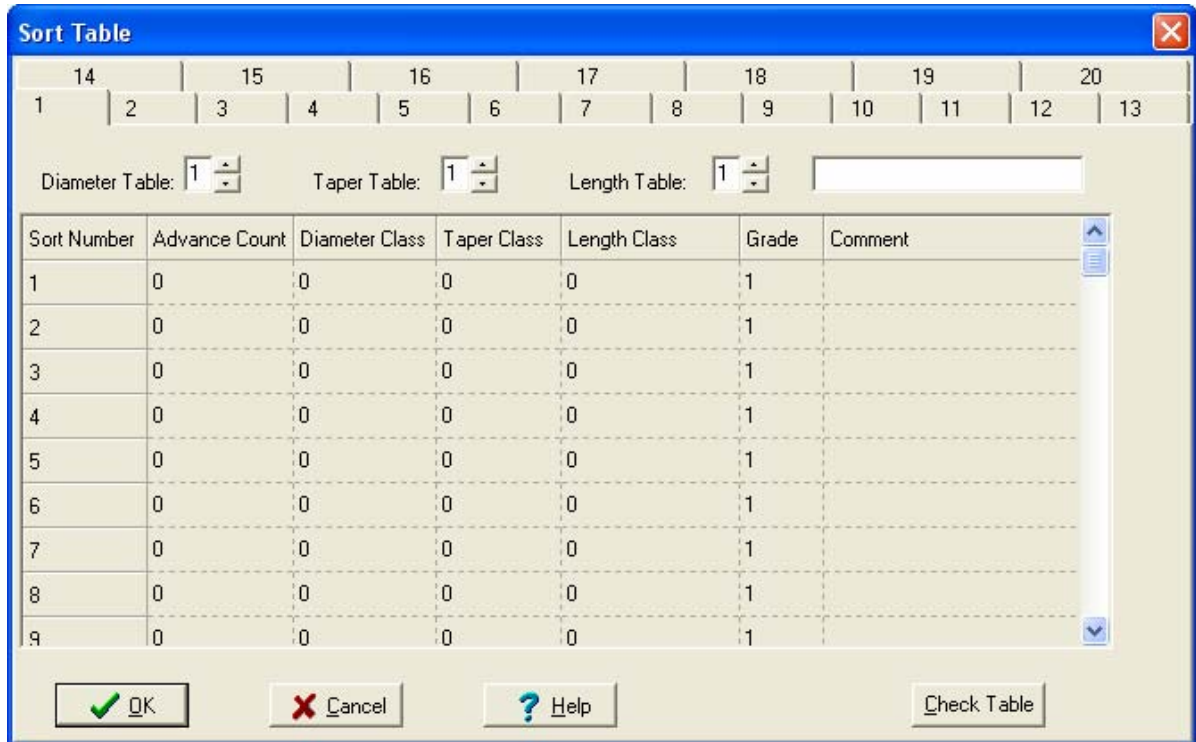 Sort Table
14 15 16 17 18 19 20
1 2 3 4 5 6 7 8 9 10 11 12 13
Diameter Table: 1 Taper Table: 1 Length Table: 1
Sort Number Advance Count Diameter Class Taper Class Length Class Grade Comment
1 0 0 0 0 1
2 0 0 0 0 1
3 0 0 0 0 1
4 0 0 0 0 1
5 0 0 0 0 1
6 0 0 0 0 1
7 0 0 0 0 1
8 0 0 0 0 1
9 0 0 0 0 1
OK Cancel Help Check Table